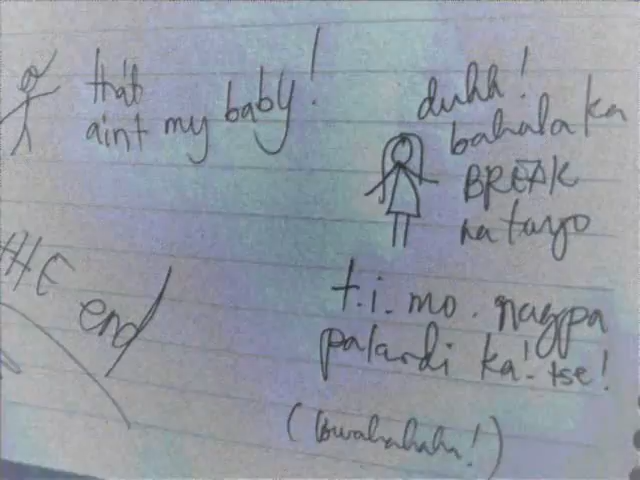 that
aint my baby!
duhh!
bahala ka
BREAK
na tayo
THE
end
t.i. mo. nagpa
palandi ka! tse!
(bwahahaha!)